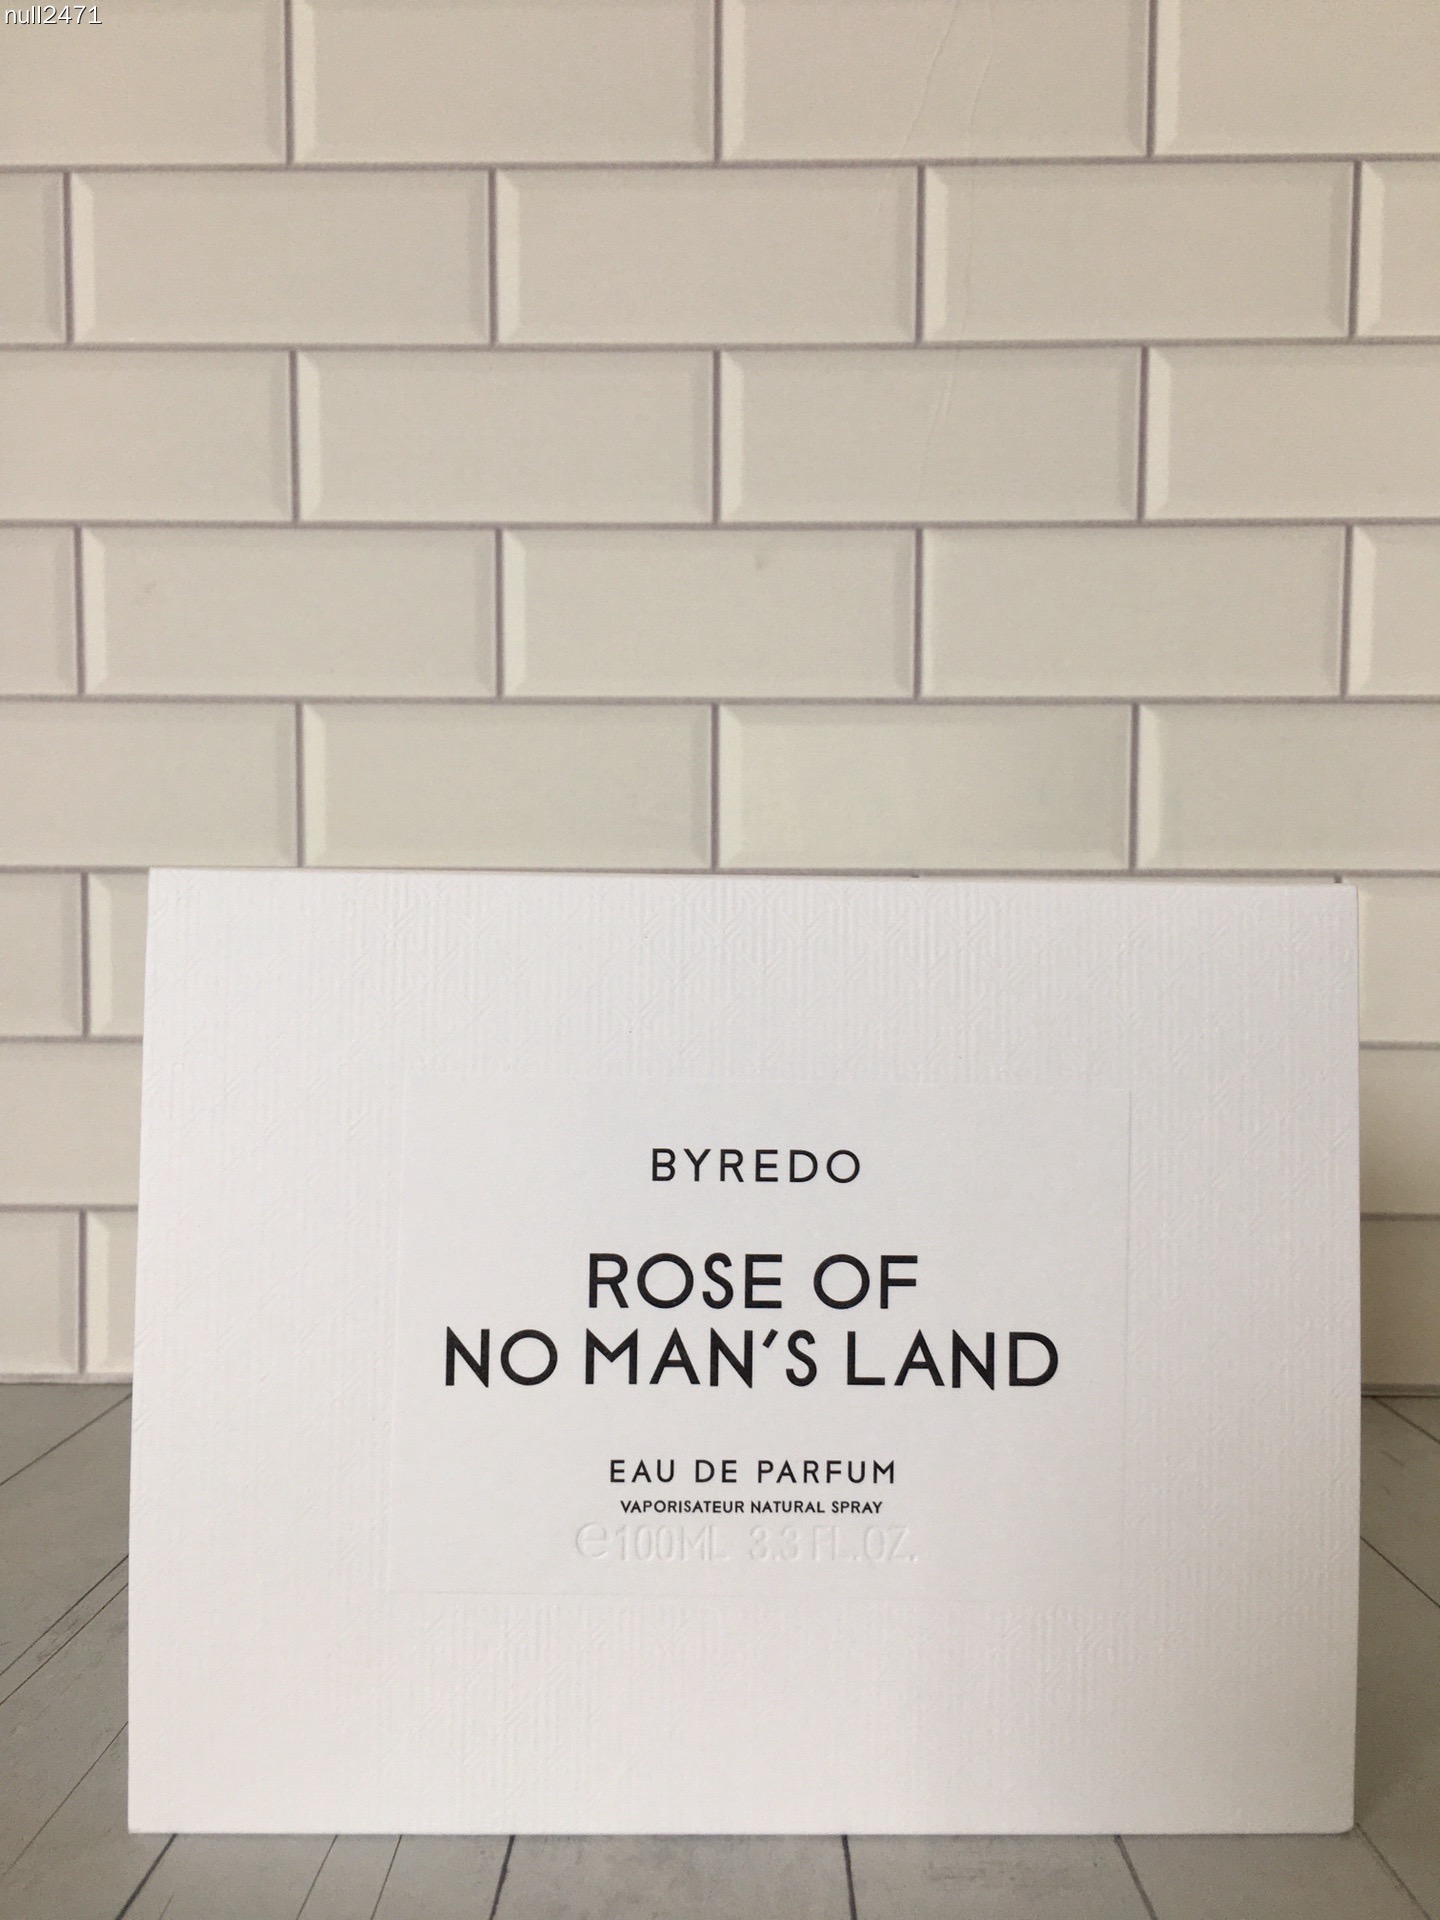 null2471
BYREDO
ROSE OF
NO MAN'S LAND
EAU DE PARFUM
VAPORISATEUR NATURAL SPRAY
℮100ML 3.3 FL.OZ.